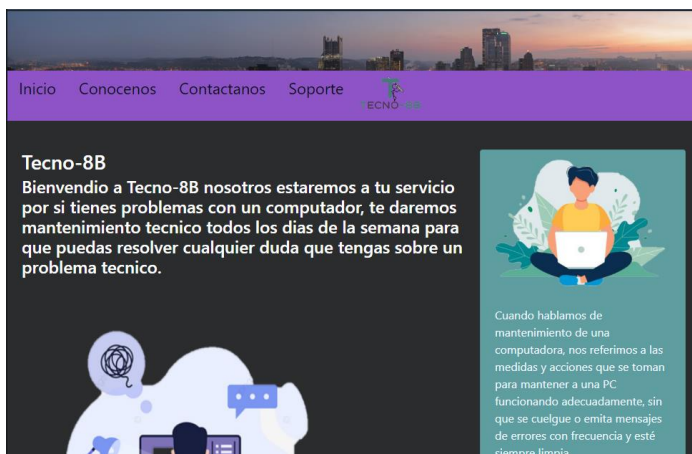 Inicio Conocenos Contactanos Soporte
TECNO-8B
Tecno-8B
Bienvendio a Tecno-8B nosotros estaremos a tu servicio
por si tienes problemas con un computador, te daremos
mantenimiento tecnico todos los dias de la semana para
que puedas resolver cualquier duda que tengas sobre un
problema tecnico.
Cuando hablamos de
mantenimiento de una
computadora, nos referimos a las
medidas y acciones que se toman
para mantener a una PC
funcionando adecuadamente, sin
que se cuelgue o emita mensajes
de errores con frecuencia y esté
siempre limpia